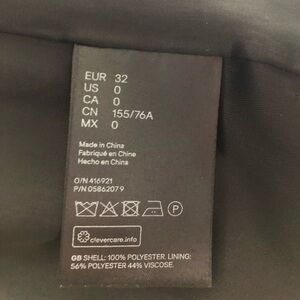 EUR 32
US 0
CA 0
CN 155/76A
MX 0
Made in China
Fabriqué en Chine
Hecho en China
O/N 416921
P/N 05862079
P
clevercare.info
GB SHELL: 100% POLYESTER. LINING:
56% POLYESTER 44% VISCOSE.